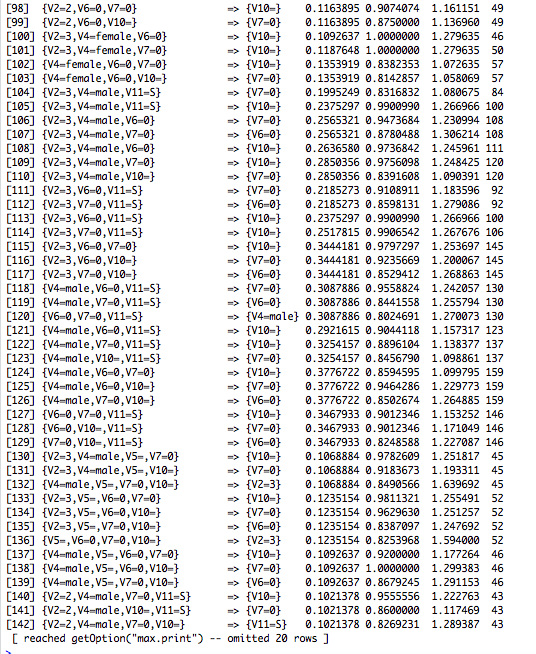 [98] {V2=2,V6=0,V7=0} => {V10=} 0.1163895 0.9074074 1.161151 49
[99] {V2=2,V6=0,V10=} => {V7=0} 0.1163895 0.8750000 1.136960 49
[100] {V2=3,V4=female,V6=0} => {V10=} 0.1092637 1.0000000 1.279635 46
[101] {V2=3,V4=female,V7=0} => {V10=} 0.1187648 1.0000000 1.279635 50
[102] {V4=female,V6=0,V7=0} => {V10=} 0.1353919 0.8382353 1.072635 57
[103] {V4=female,V6=0,V10=} => {V7=0} 0.1353919 0.8142857 1.058069 57
[104] {V2=3,V4=male,V11=S} => {V7=0} 0.1995249 0.8316832 1.080675 84
[105] {V2=3,V4=male,V11=S} => {V10=} 0.2375297 0.9900990 1.266966 100
[106] {V2=3,V4=male,V6=0} => {V7=0} 0.2565321 0.9473684 1.230994 108
[107] {V2=3,V4=male,V7=0} => {V6=0} 0.2565321 0.8780488 1.306214 108
[108] {V2=3,V4=male,V6=0} => {V10=} 0.2636580 0.9736842 1.245961 111
[109] {V2=3,V4=male,V7=0} => {V10=} 0.2850356 0.9756098 1.248425 120
[110] {V2=3,V4=male,V10=} => {V7=0} 0.2850356 0.8391608 1.090391 120
[111] {V2=3,V6=0,V11=S} => {V7=0} 0.2185273 0.9108911 1.183596 92
[112] {V2=3,V7=0,V11=S} => {V6=0} 0.2185273 0.8598131 1.279086 92
[113] {V2=3,V6=0,V11=S} => {V10=} 0.2375297 0.9900990 1.266966 100
[114] {V2=3,V7=0,V11=S} => {V10=} 0.2517815 0.9906542 1.267676 106
[115] {V2=3,V6=0,V7=0} => {V10=} 0.3444181 0.9797297 1.253697 145
[116] {V2=3,V6=0,V10=} => {V7=0} 0.3444181 0.9235669 1.200067 145
[117] {V2=3,V7=0,V10=} => {V6=0} 0.3444181 0.8529412 1.268863 145
[118] {V4=male,V6=0,V11=S} => {V7=0} 0.3087886 0.9558824 1.242057 130
[119] {V4=male,V7=0,V11=S} => {V6=0} 0.3087886 0.8441558 1.255794 130
[120] {V6=0,V7=0,V11=S} => {V4=male} 0.3087886 0.8024691 1.270073 130
[121] {V4=male,V6=0,V11=S} => {V10=} 0.2921615 0.9044118 1.157317 123
[122] {V4=male,V7=0,V11=S} => {V10=} 0.3254157 0.8896104 1.138377 137
[123] {V4=male,V10=,V11=S} => {V7=0} 0.3254157 0.8456790 1.098861 137
[124] {V4=male,V6=0,V7=0} => {V10=} 0.3776722 0.8594595 1.099795 159
[125] {V4=male,V6=0,V10=} => {V7=0} 0.3776722 0.9464286 1.229773 159
[126] {V4=male,V7=0,V10=} => {V6=0} 0.3776722 0.8502674 1.264885 159
[127] {V6=0,V7=0,V11=S} => {V10=} 0.3467933 0.9012346 1.153252 146
[128] {V6=0,V10=,V11=S} => {V7=0} 0.3467933 0.9012346 1.171049 146
[129] {V7=0,V10=,V11=S} => {V6=0} 0.3467933 0.8248588 1.227087 146
[130] {V2=3,V4=male,V5=,V7=0} => {V10=} 0.1068884 0.9782609 1.251817 45
[131] {V2=3,V4=male,V5=,V10=} => {V7=0} 0.1068884 0.9183673 1.193311 45
[132] {V4=male,V5=,V7=0,V10=} => {V2=3} 0.1068884 0.8490566 1.639692 45
[133] {V2=3,V5=,V6=0,V7=0} => {V10=} 0.1235154 0.9811321 1.255491 52
[134] {V2=3,V5=,V6=0,V10=} => {V7=0} 0.1235154 0.9629630 1.251257 52
[135] {V2=3,V5=,V7=0,V10=} => {V6=0} 0.1235154 0.8387097 1.247692 52
[136] {V5=,V6=0,V7=0,V10=} => {V2=3} 0.1235154 0.8253968 1.594000 52
[137] {V4=male,V5=,V6=0,V7=0} => {V10=} 0.1092637 0.9200000 1.177264 46
[138] {V4=male,V5=,V6=0,V10=} => {V7=0} 0.1092637 1.0000000 1.299383 46
[139] {V4=male,V5=,V7=0,V10=} => {V6=0} 0.1092637 0.8679245 1.291153 46
[140] {V2=2,V4=male,V7=0,V11=S} => {V10=} 0.1021378 0.9555556 1.222763 43
[141] {V2=2,V4=male,V10=,V11=S} => {V7=0} 0.1021378 0.8600000 1.117469 43
[142] {V2=2,V4=male,V7=0,V10=} => {V11=S} 0.1021378 0.8269231 1.289387 43
[ reached getOption("max.print") -- omitted 20 rows ]
>